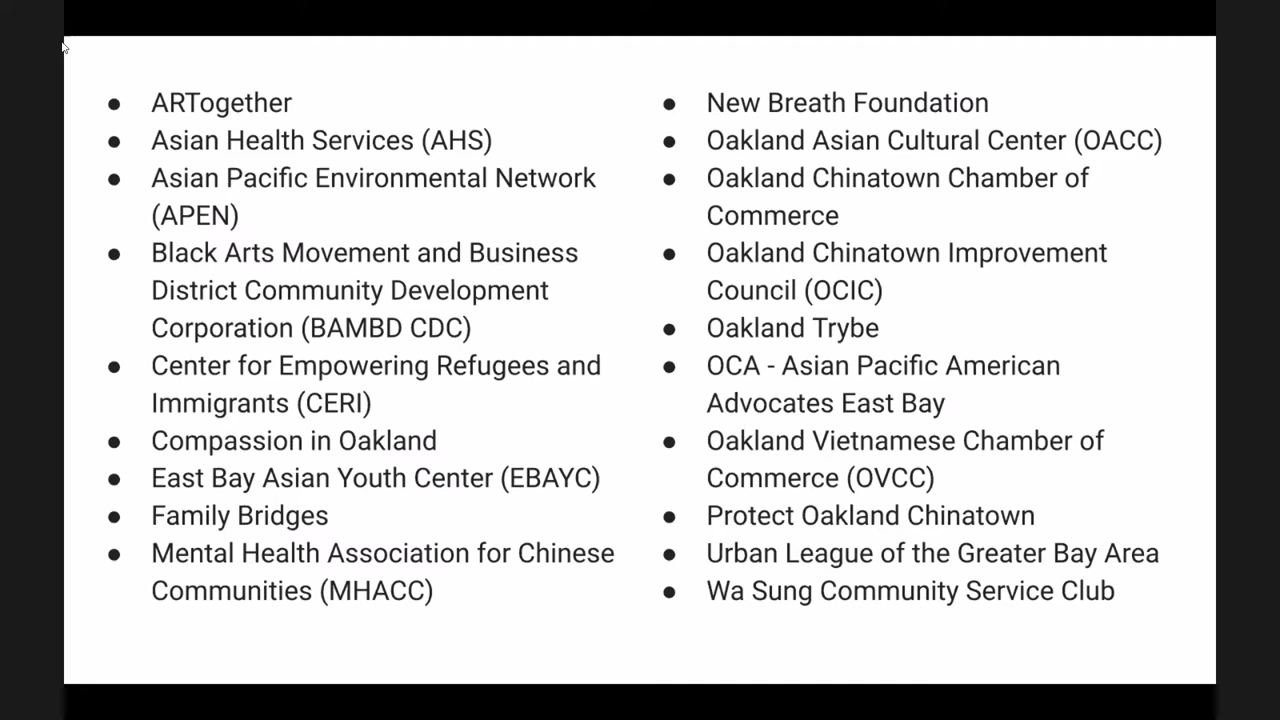 ● ARTogether
● Asian Health Services (AHS)
● Asian Pacific Environmental Network
(APEN)
● Black Arts Movement and Business
District Community Development
Corporation (BAMBD CDC)
● Center for Empowering Refugees and
Immigrants (CERI)
● Compassion in Oakland
● East Bay Asian Youth Center (EBAYC)
● Family Bridges
● Mental Health Association for Chinese
Communities (MHACC)
● New Breath Foundation
● Oakland Asian Cultural Center (OACC)
● Oakland Chinatown Chamber of
Commerce
● Oakland Chinatown Improvement
Council (OCIC)
● Oakland Trybe
● OCA - Asian Pacific American
Advocates East Bay
● Oakland Vietnamese Chamber of
Commerce (OVCC)
● Protect Oakland Chinatown
● Urban League of the Greater Bay Area
● Wa Sung Community Service Club